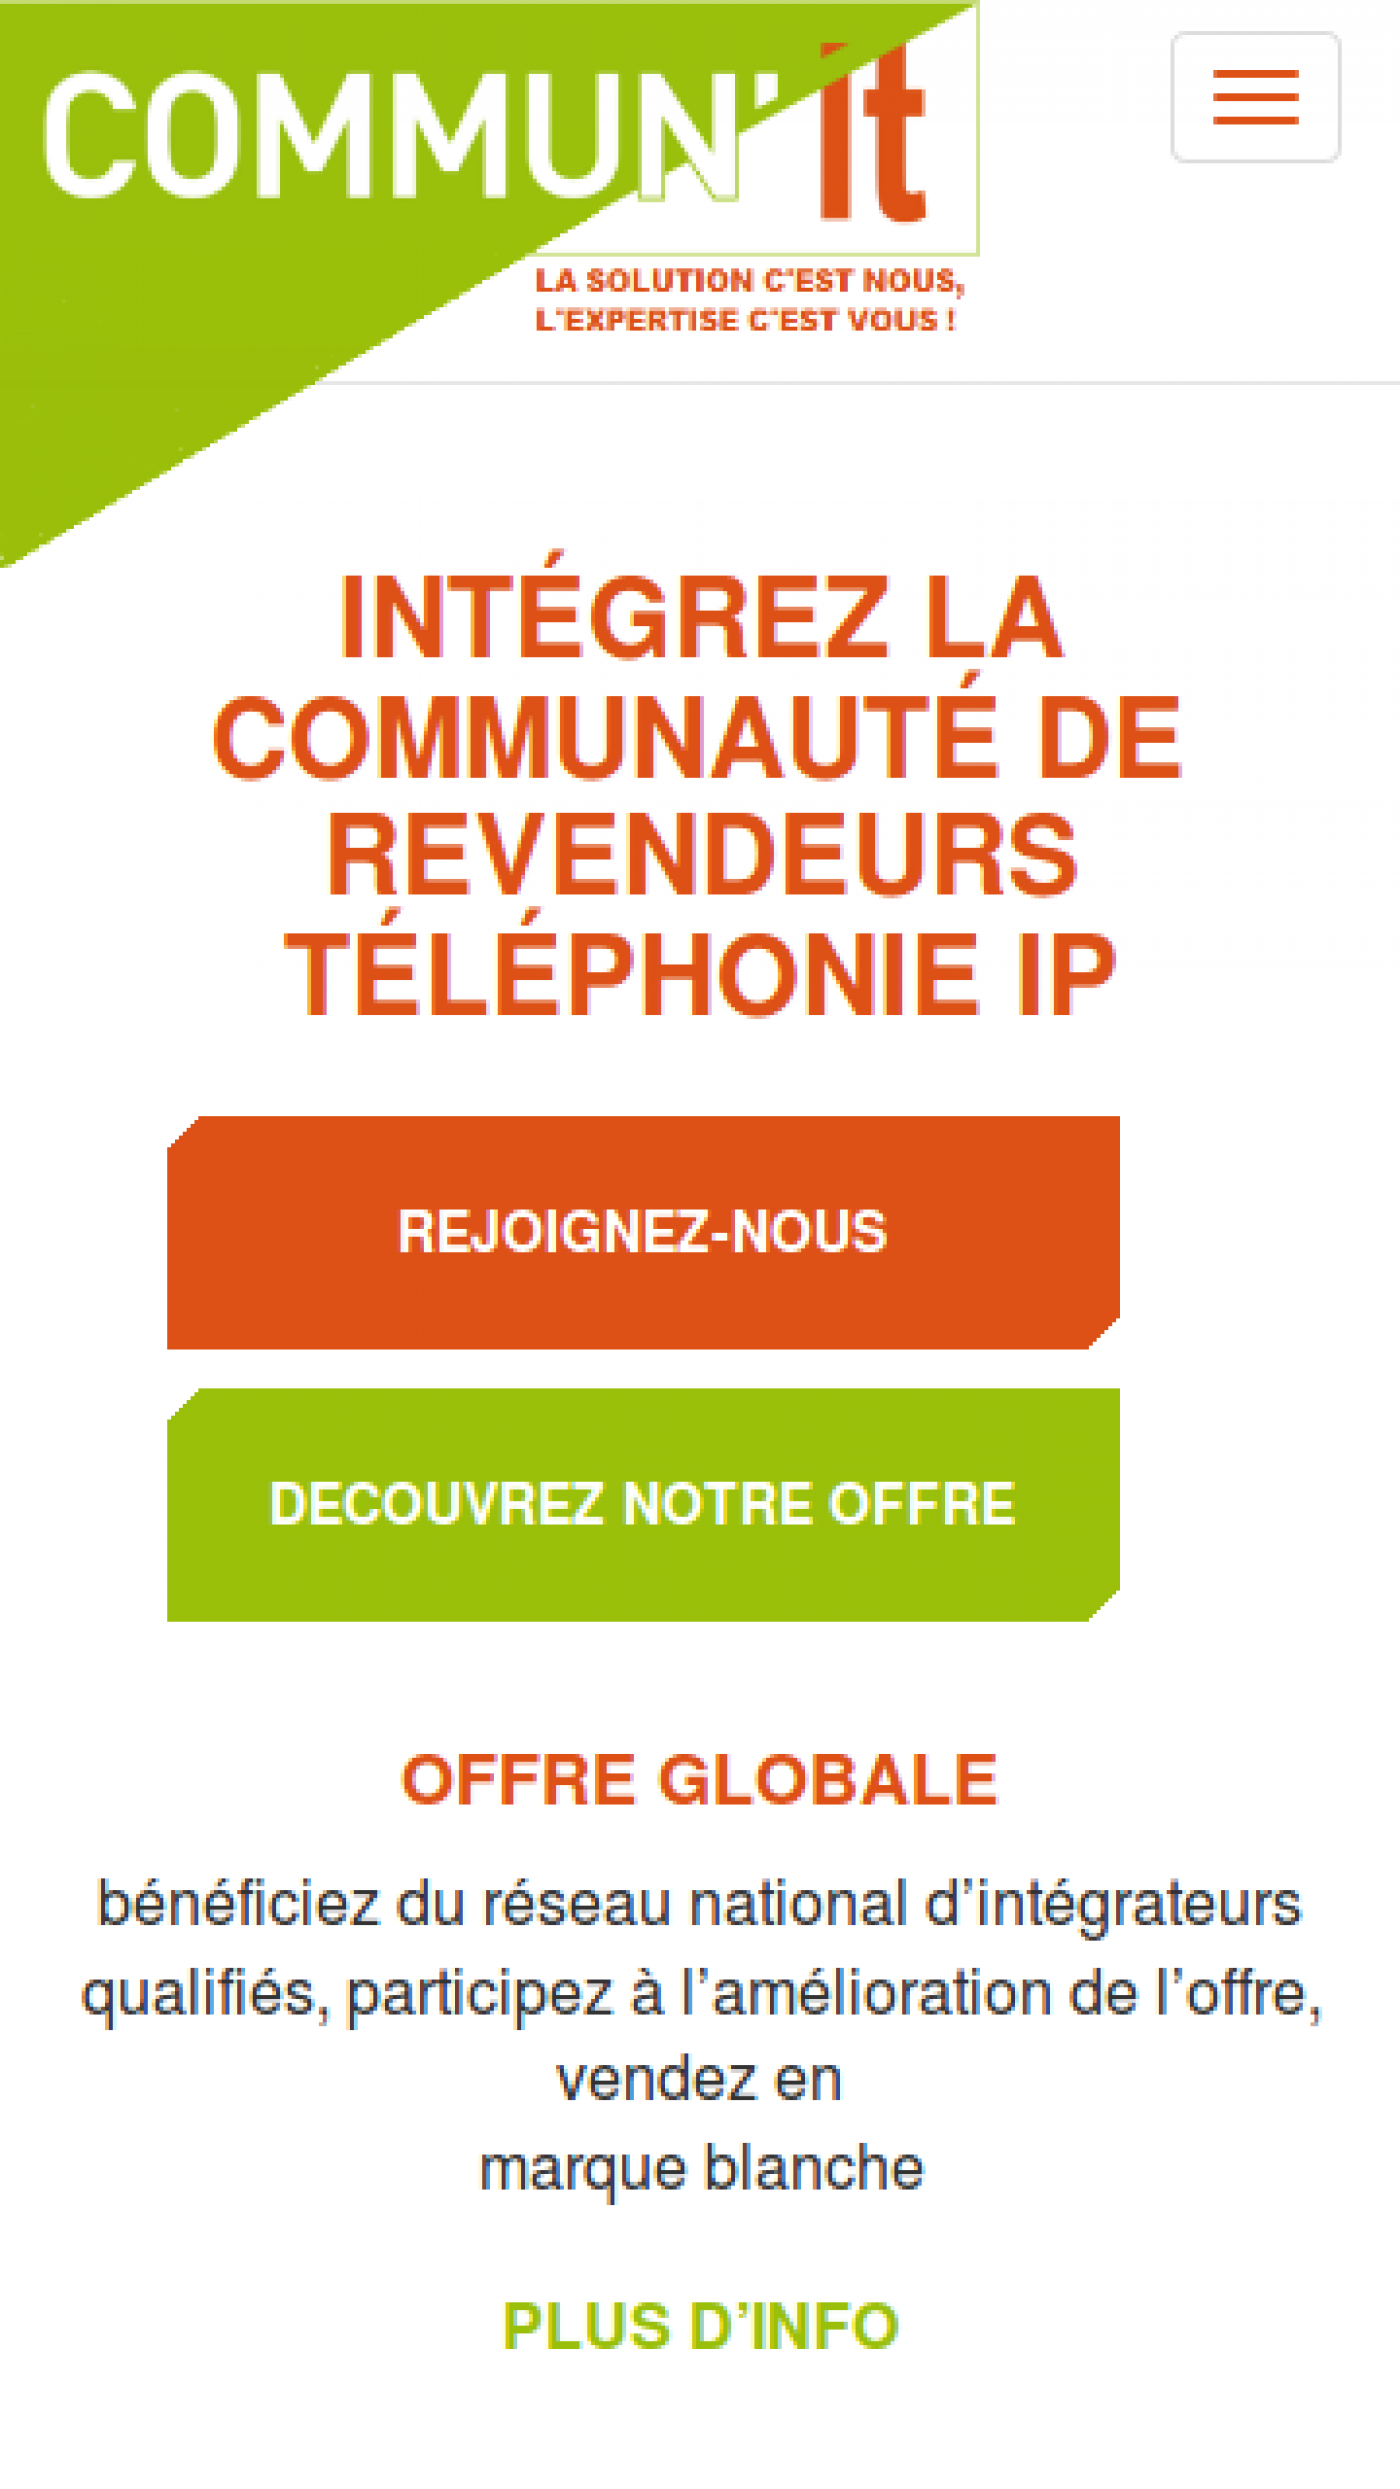 COMMUN'it
LA SOLUTION C'EST NOUS,
L'EXPERTISE C'EST VOUS !
INTÉGREZ LA
COMMUNAUTÉ DE
REVENDEURS
TÉLÉPHONIE IP
REJOIGNEZ-NOUS
DECOUVREZ NOTRE OFFRE
OFFRE GLOBALE
bénéficiez du réseau national d’intégrateurs
qualifiés, participez à l’amélioration de l’offre,
vendez en
marque blanche
PLUS D’INFO